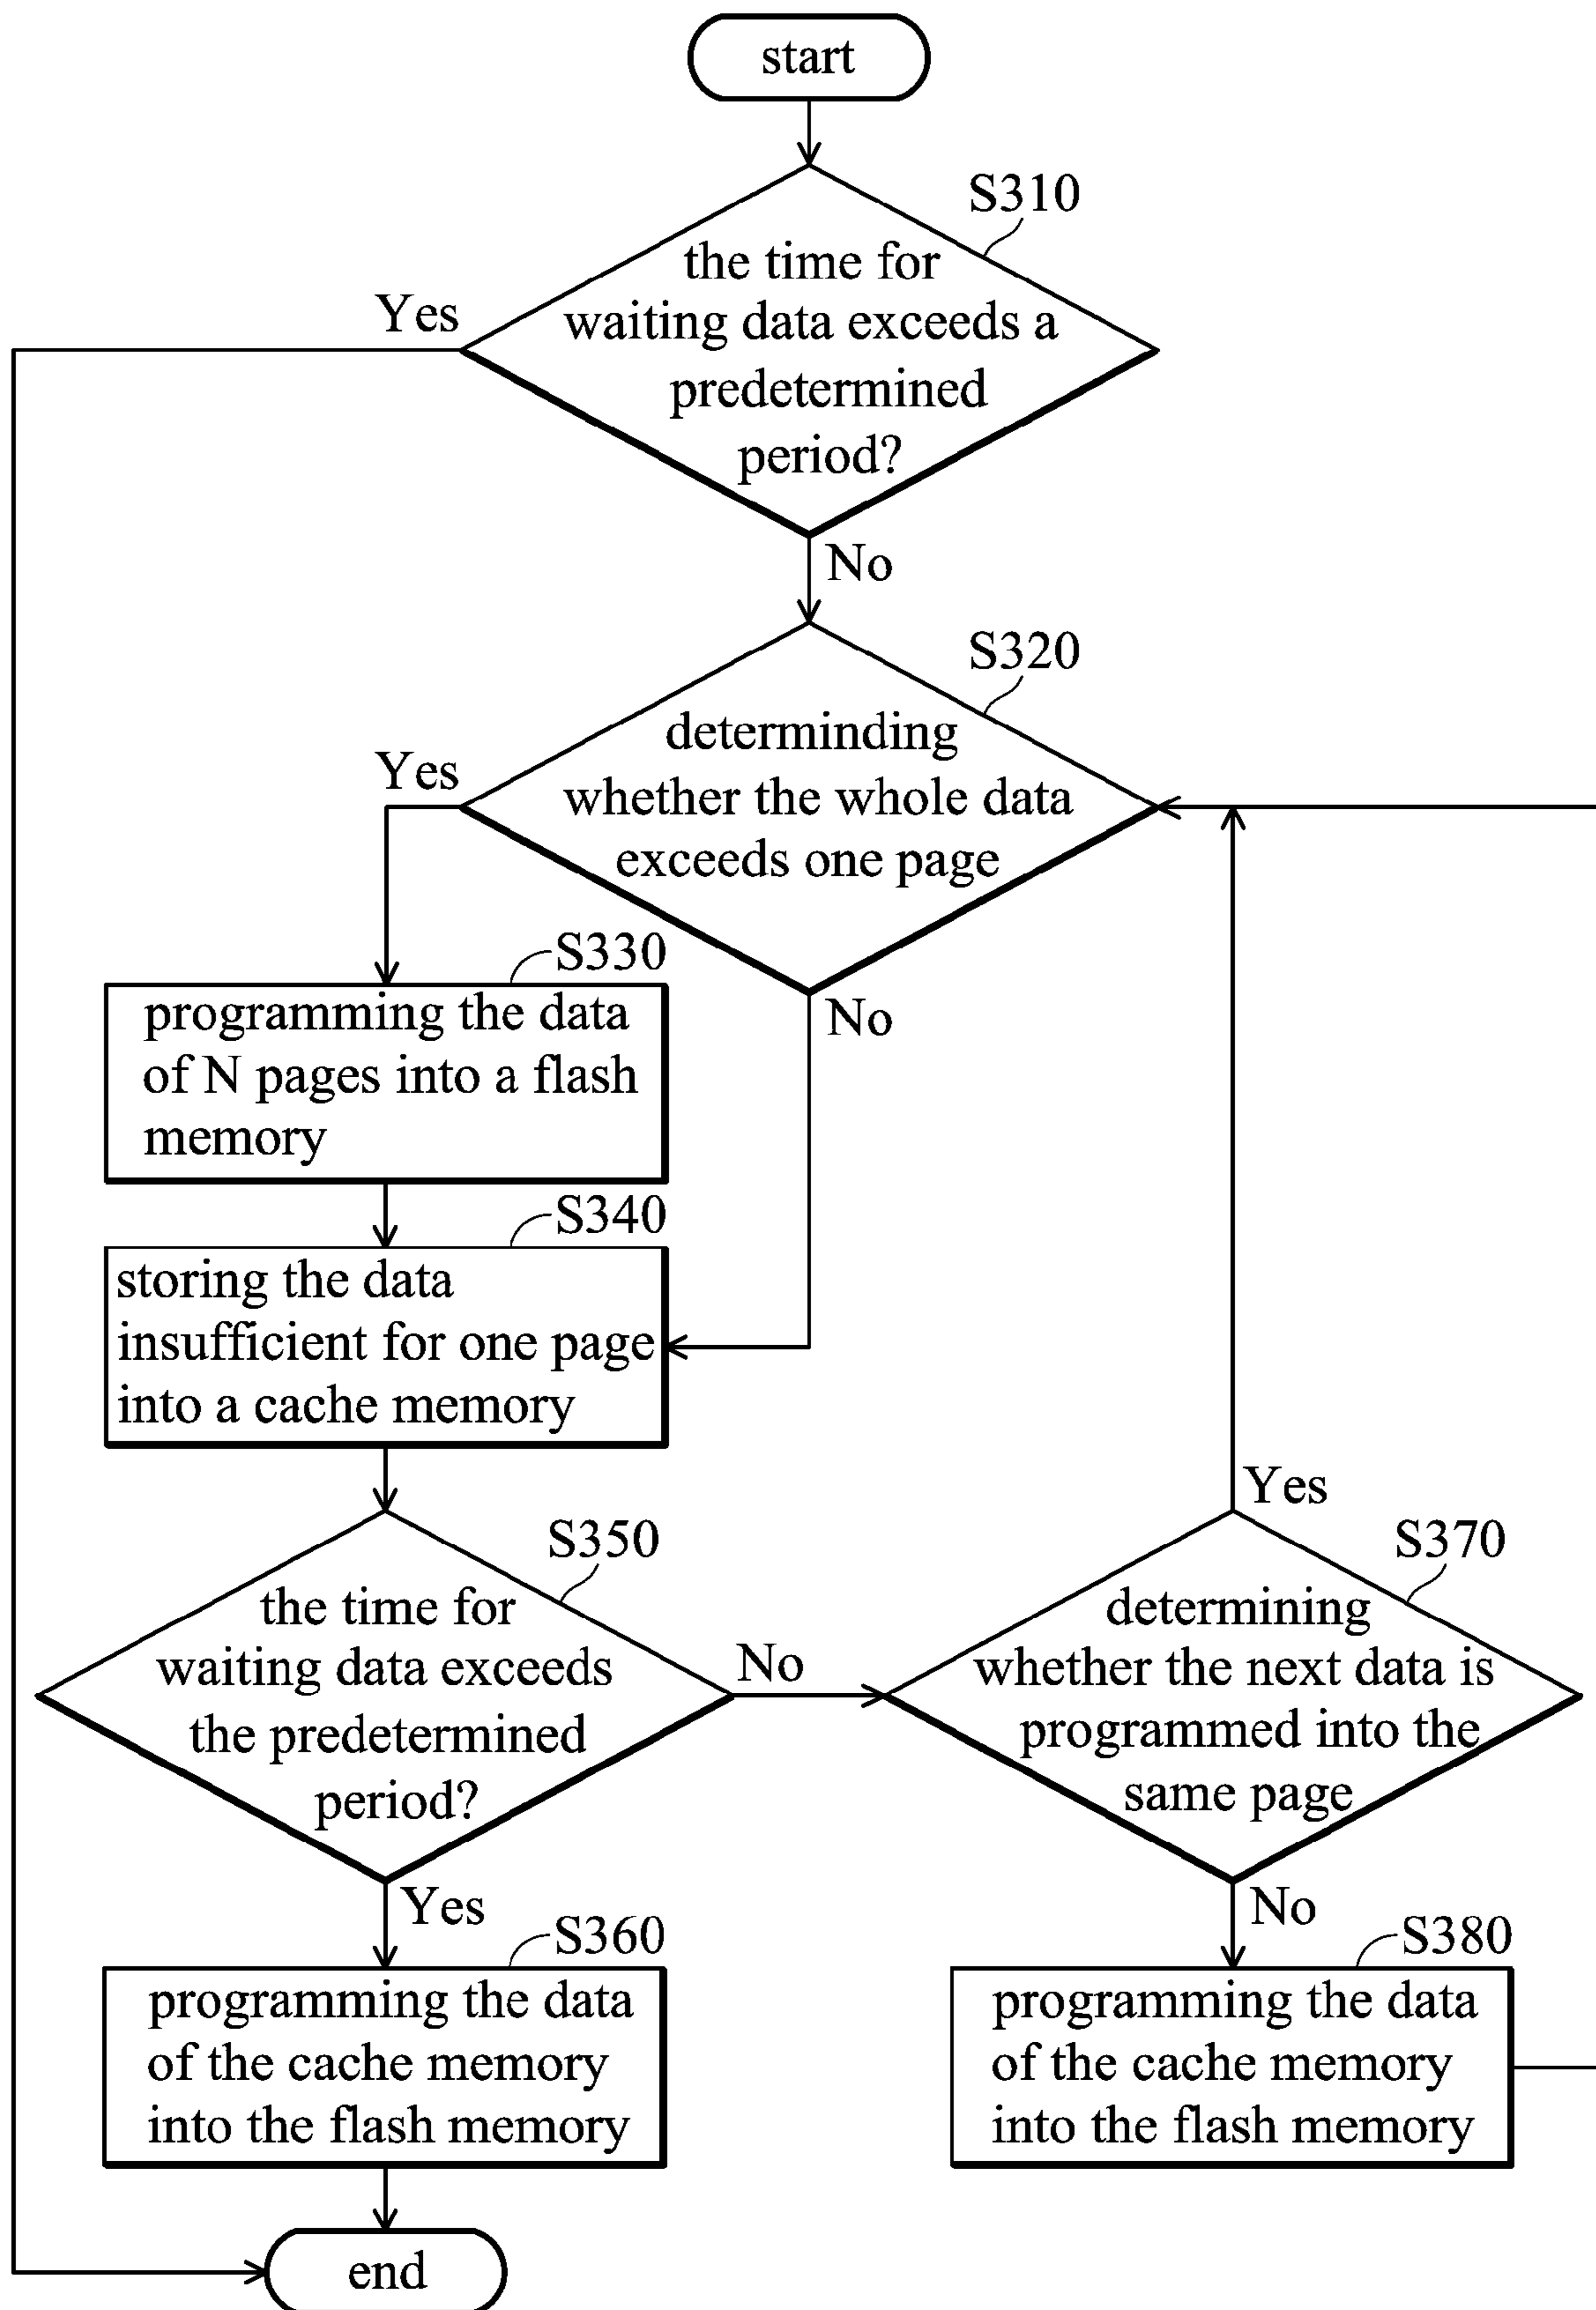 start
S310
the time for
waiting data exceeds a
predetermined
period?
Yes
No
S320
determinding
whether the whole data
exceeds one page
Yes
No
S330
programming the data
of N pages into a flash
memory
S340
storing the data
insufficient for one page
into a cache memory
S350
the time for
waiting data exceeds
the predetermined
period?
No
Yes
S360
programming the data
of the cache memory
into the flash memory
S370
determining
whether the next data is
programmed into the
same page
Yes
No
S380
programming the data
of the cache memory
into the flash memory
end